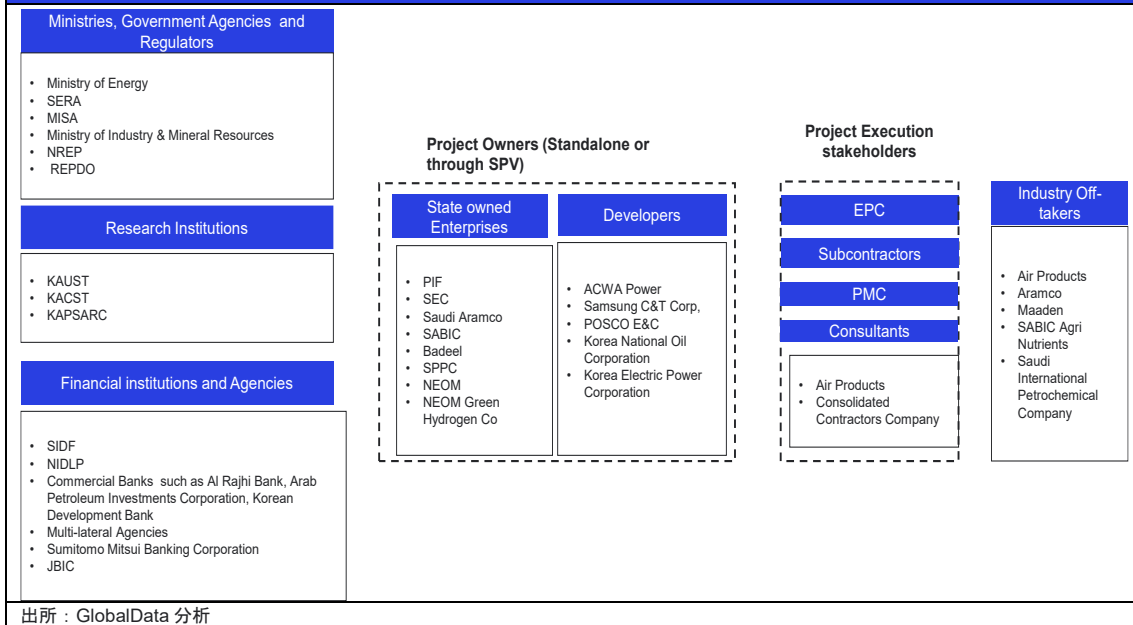 Ministries, Government Agencies and
Regulators
• Ministry of Energy
• SERA
• MISA
• Ministry of Industry & Mineral Resources
• NREP
• REPDO
Research Institutions
• KAUST
• KACST
• KAPSARC
Financial institutions and Agencies
• SIDF
• NIDLP
• Commercial Banks such as Al Rajhi Bank, Arab
Petroleum Investments Corporation, Korean
Development Bank
• Multi-lateral Agencies
• Sumitomo Mitsui Banking Corporation
• JBIC
Project Owners (Standalone or
through SPV)
State owned
Enterprises
• PIF
• SEC
• Saudi Aramco
• SABIC
• Badeel
• SPPC
• NEOM
• NEOM Green
Hydrogen Co
Developers
• ACWA Power
• Samsung C&T Corp,
• POSCO E&C
• Korea National Oil
Corporation
• Korea Electric Power
Corporation
Project Execution
stakeholders
EPC
Subcontractors
PMC
Consultants
• Air Products
• Consolidated
Contractors Company
Industry Off-
takers
• Air Products
• Aramco
• Maaden
• SABIC Agri
Nutrients
• Saudi
International
Petrochemical
Company
出所：GlobalData 分析